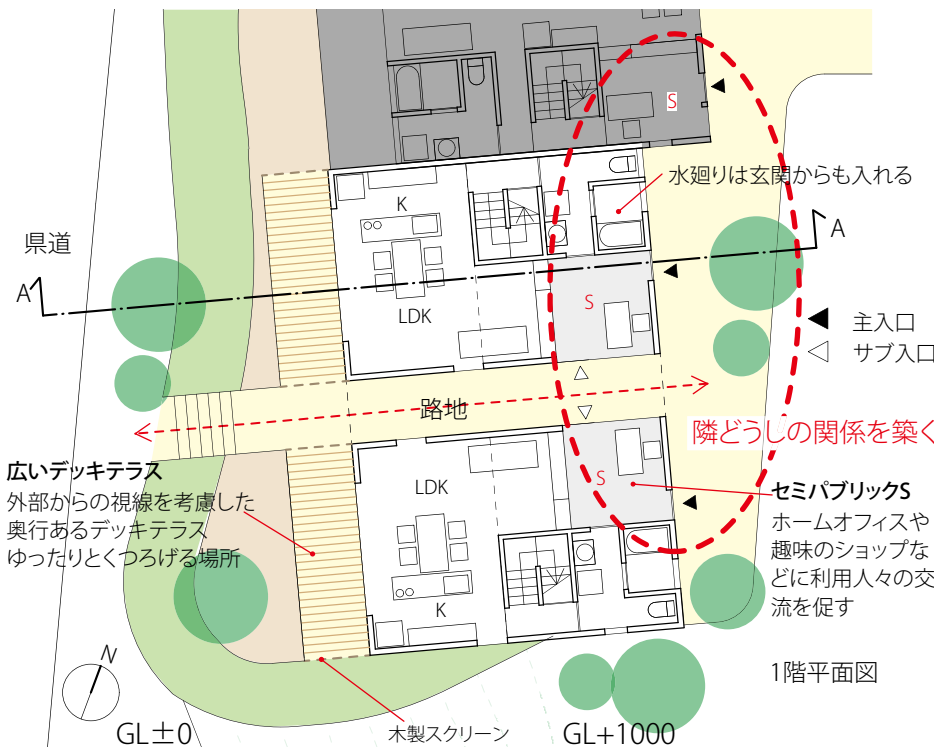 S
水廻りは玄関からも入れる
K
県道
A
A
LDK
S
主入口
サブ入口
路地
隣どうしの関係を築く
広いデッキテラス
外部からの視線を考慮した
奥行あるデッキテラス
ゆったりとくつろげる場所
LDK
S
セミパブリックS
ホームオフィスや
趣味のショップな
どに利用人々の交
流を促す
K
N
1階平面図
GL±0
木製スクリーン
GL+1000